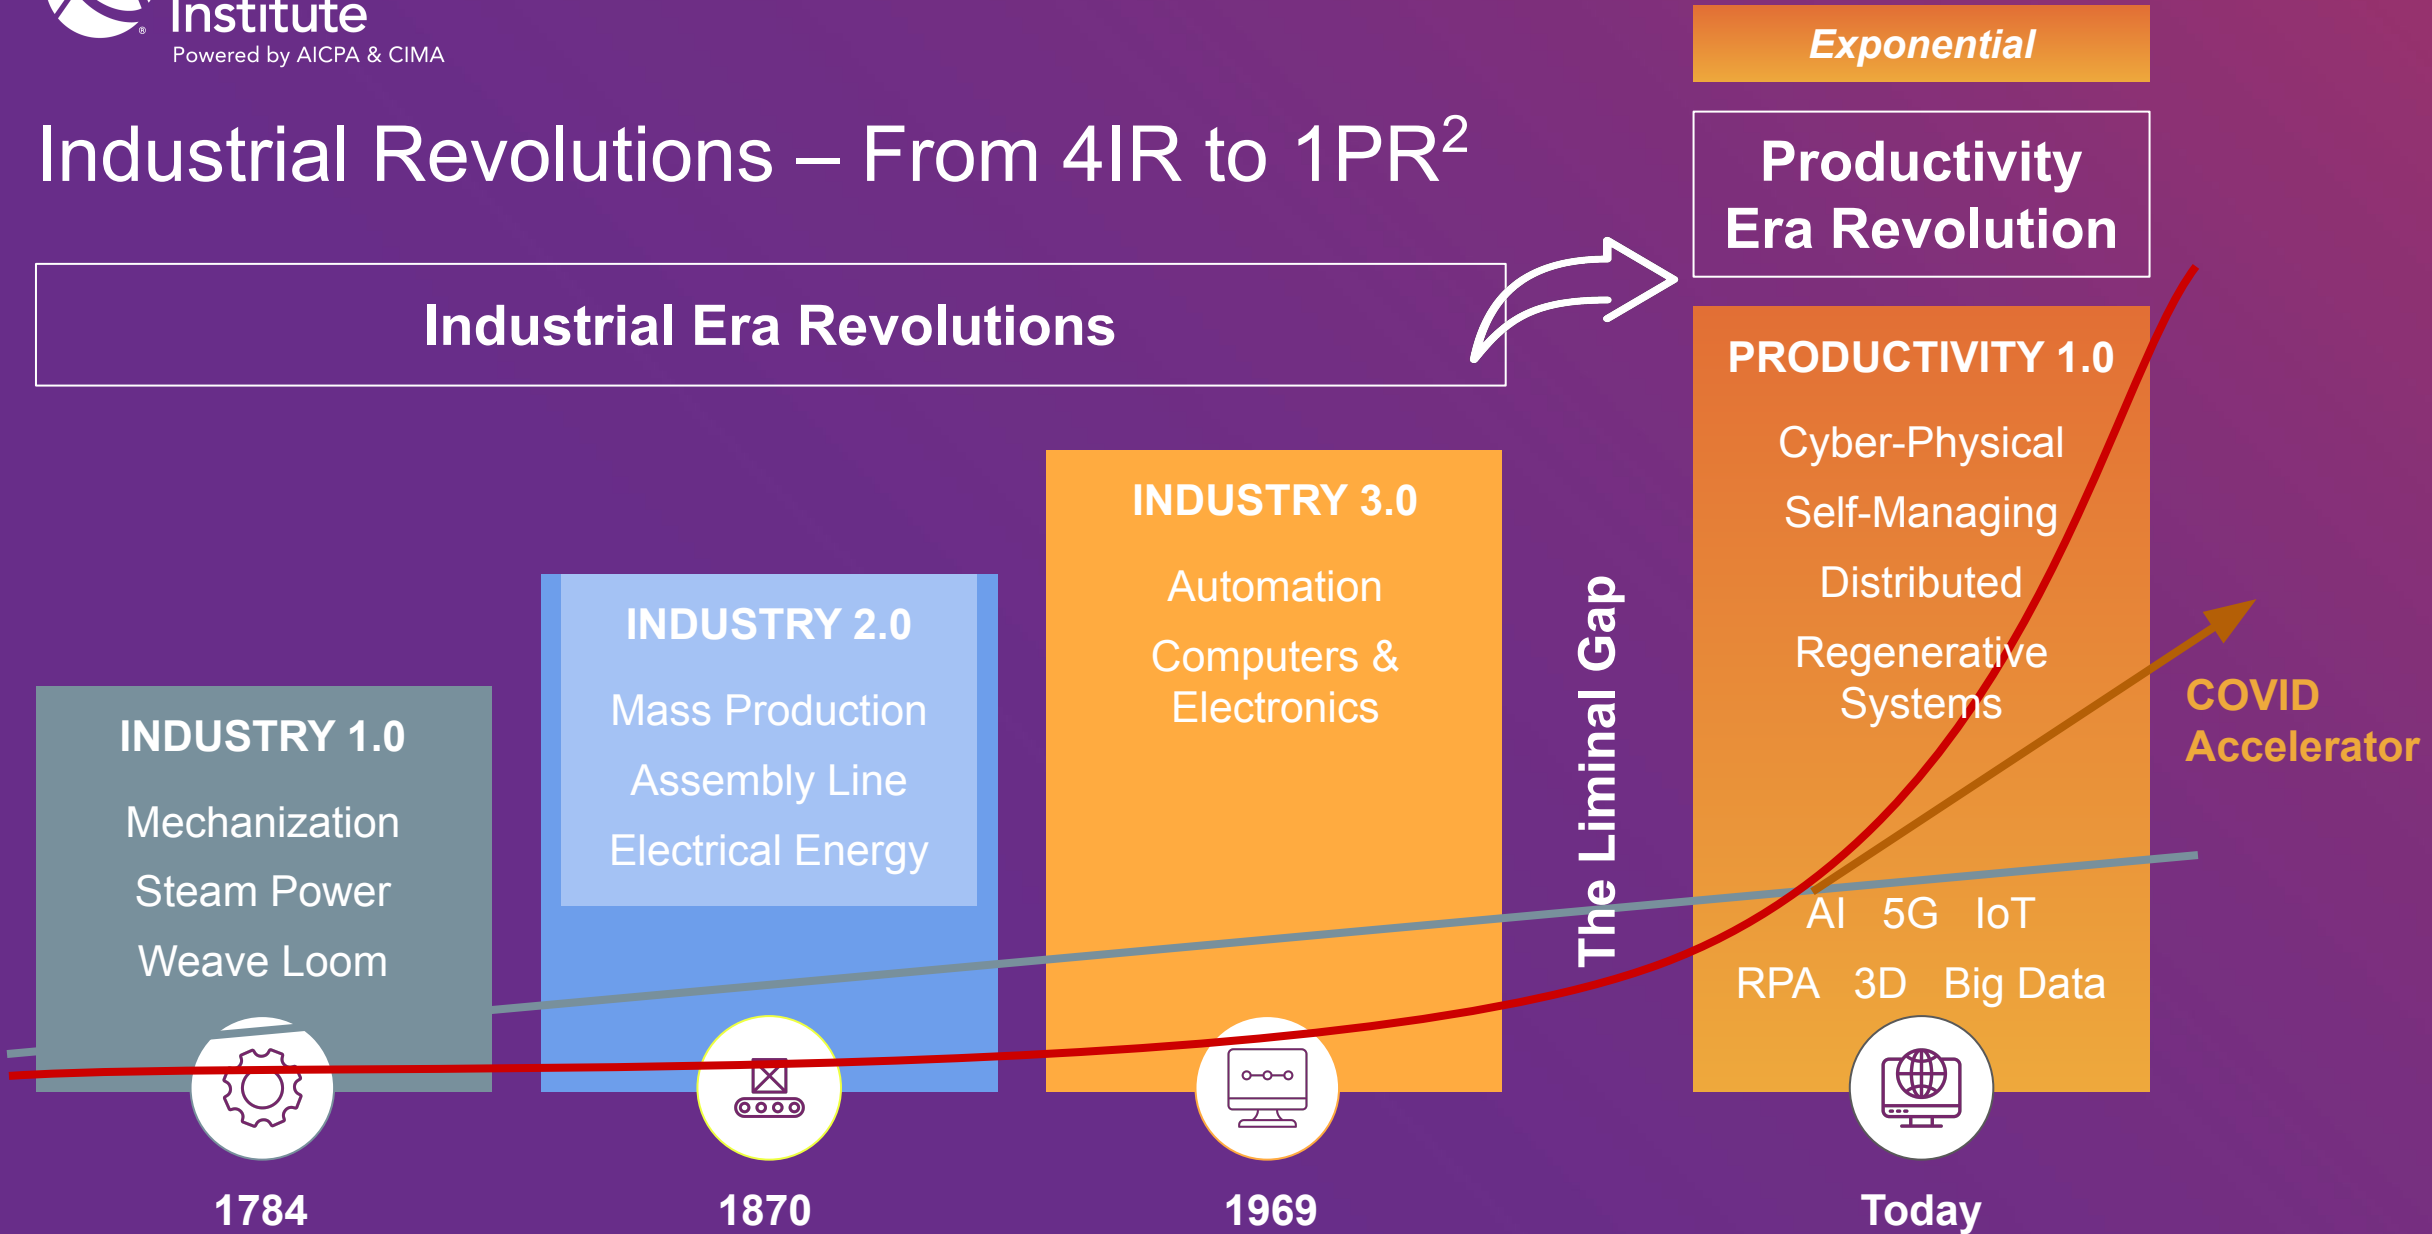 Institute
®
Powered by AICPA & CIMA
Exponential
Industrial Revolutions – From 4IR to 1PR²
Productivity
Era Revolution
Industrial Era Revolutions
INDUSTRY 1.0
Mechanization
Steam Power
Weave Loom
1784
INDUSTRY 2.0
Mass Production
Assembly Line
Electrical Energy
1870
INDUSTRY 3.0
Automation
Computers &
Electronics
1969
The Liminal Gap
PRODUCTIVITY 1.0
Cyber-Physical
Self-Managing
Distributed
Regenerative
Systems
AI 5G IoT
RPA 3D Big Data
Today
COVID
Accelerator